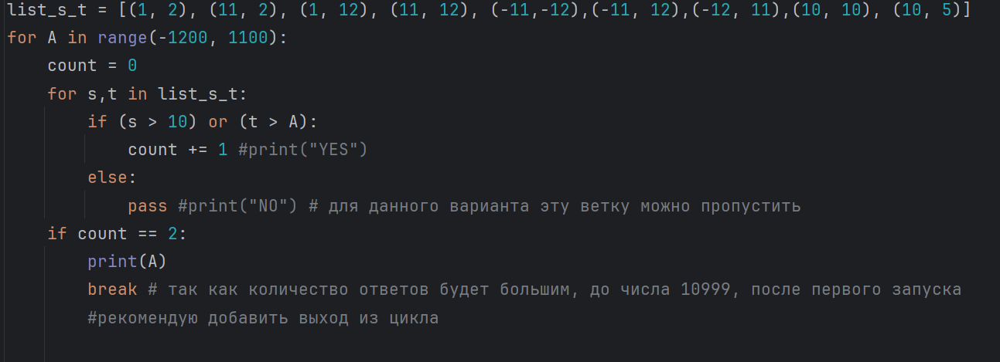 list_s_t = [(1, 2), (11, 2), (1, 12), (11, 12), (-11,-12),(-11, 12),(-12, 11),(10, 10), (10, 5)]
for A in range(-1200, 1100):
    count = 0
    for s,t in list_s_t:
        if (s > 10) or (t > A):
            count += 1 #print("YES")
        else:
            pass #print("NO") # для данного варианта эту ветку можно пропустить
    if count == 2:
        print(A)
        break # так как количество ответов будет большим, до числа 10999, после первого запуска
        #рекомендую добавить выход из цикла